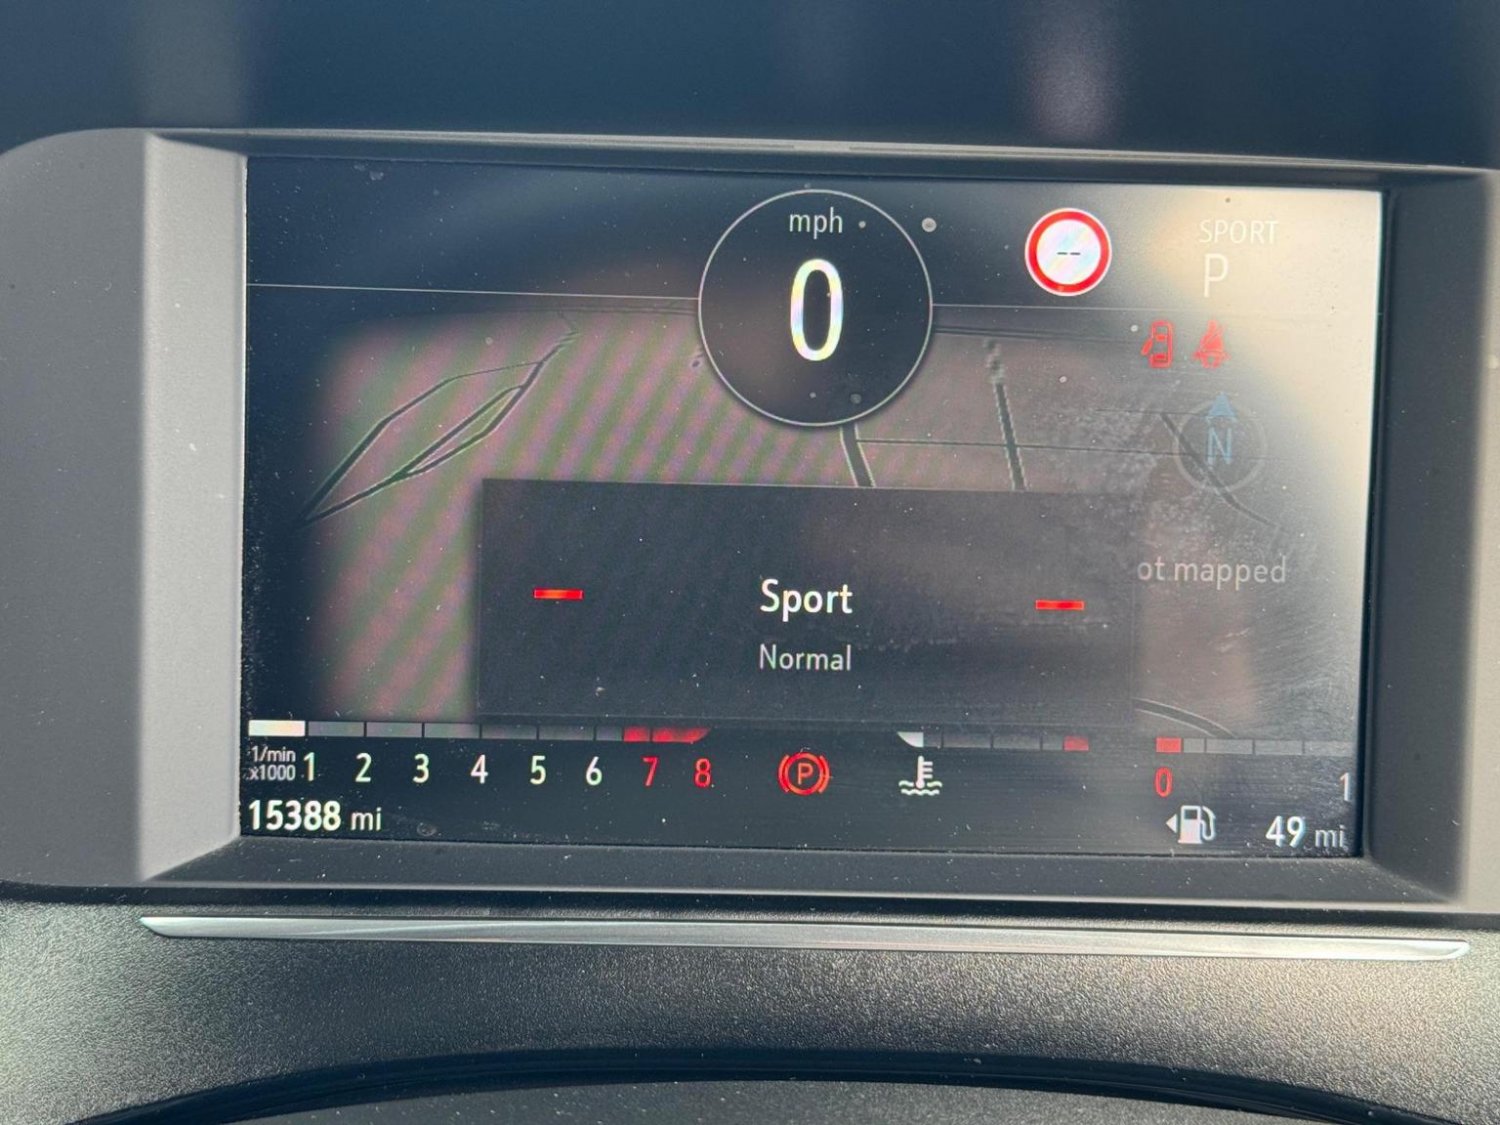 mph
0
--
SPORT
P
N
ot mapped
Sport
Normal
1/min
x1000
1 2 3 4 5 6 7 8
P
0 1
15388 mi
49 mi